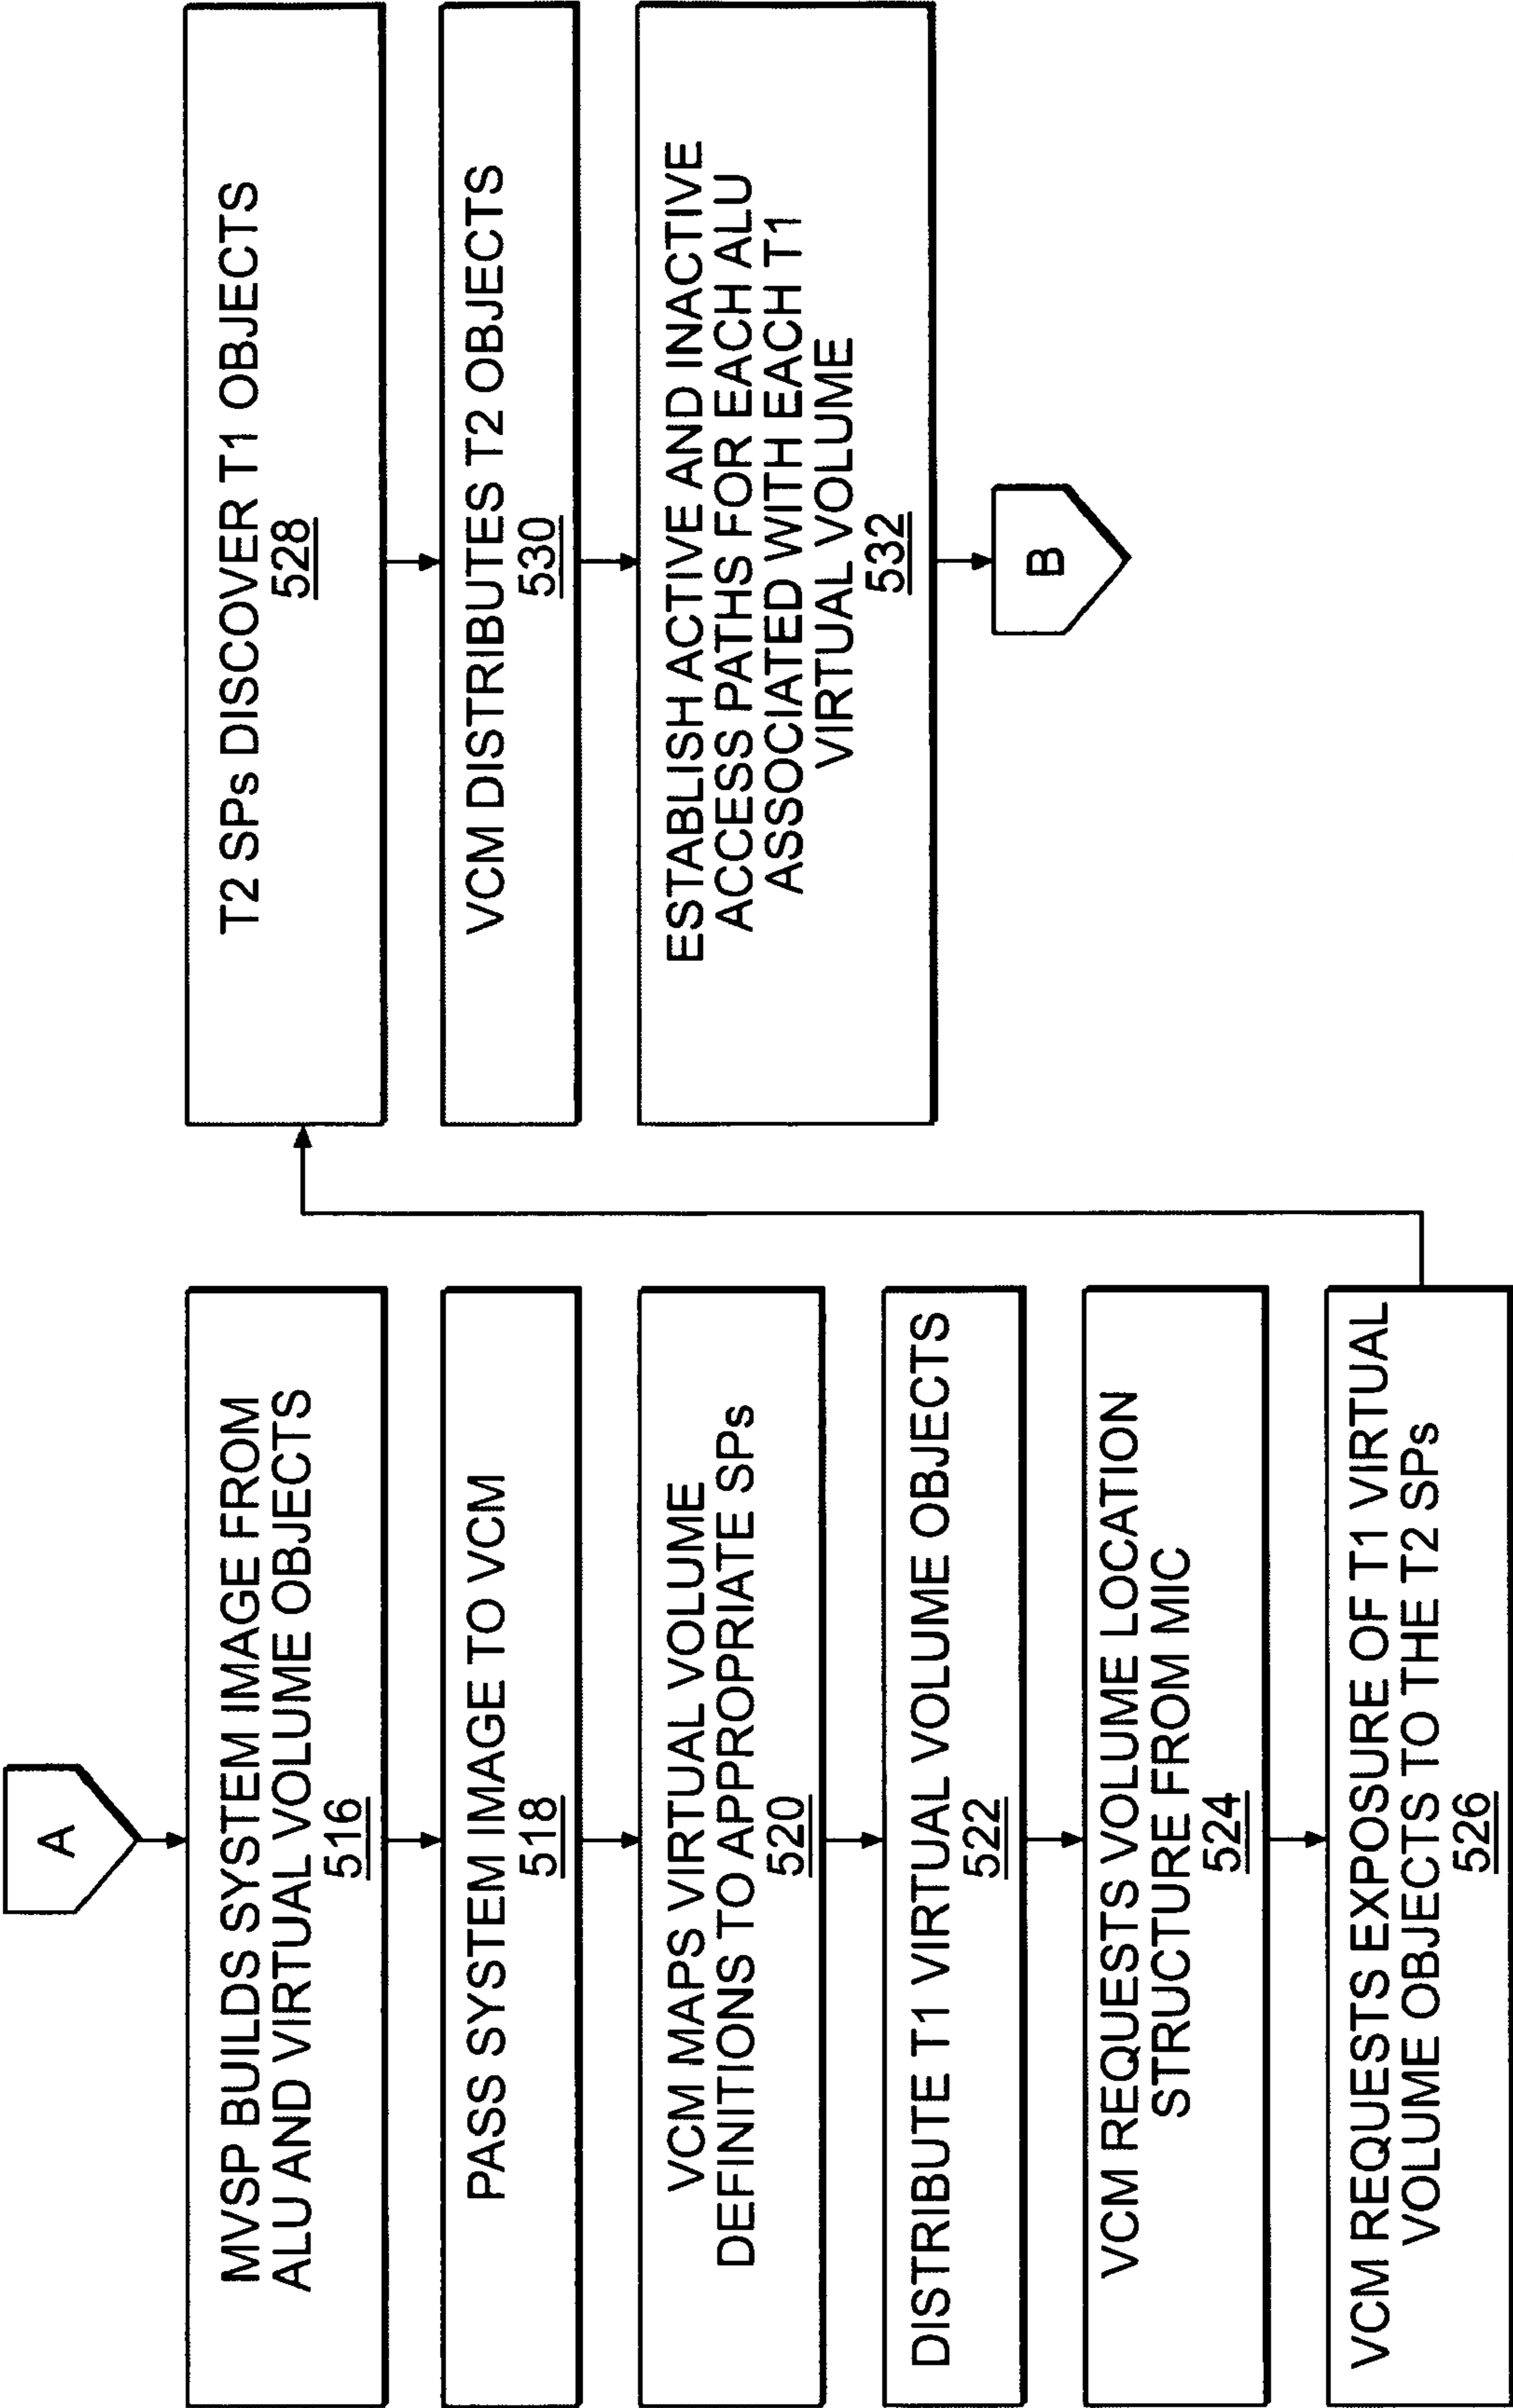 A
MVSP BUILDS SYSTEM IMAGE FROM
ALU AND VIRTUAL VOLUME OBJECTS
516
PASS SYSTEM IMAGE TO VCM
518
VCM MAPS VIRTUAL VOLUME
DEFINITIONS TO APPROPRIATE SPs
520
DISTRIBUTE T1 VIRTUAL VOLUME OBJECTS
522
VCM REQUESTS VOLUME LOCATION
STRUCTURE FROM MIC
524
VCM REQUESTS EXPOSURE OF T1 VIRTUAL
VOLUME OBJECTS TO THE T2 SPs
526
T2 SPs DISCOVER T1 OBJECTS
528
VCM DISTRIBUTES T2 OBJECTS
530
ESTABLISH ACTIVE AND INACTIVE
ACCESS PATHS FOR EACH ALU
ASSOCIATED WITH EACH T1
VIRTUAL VOLUME
532
B